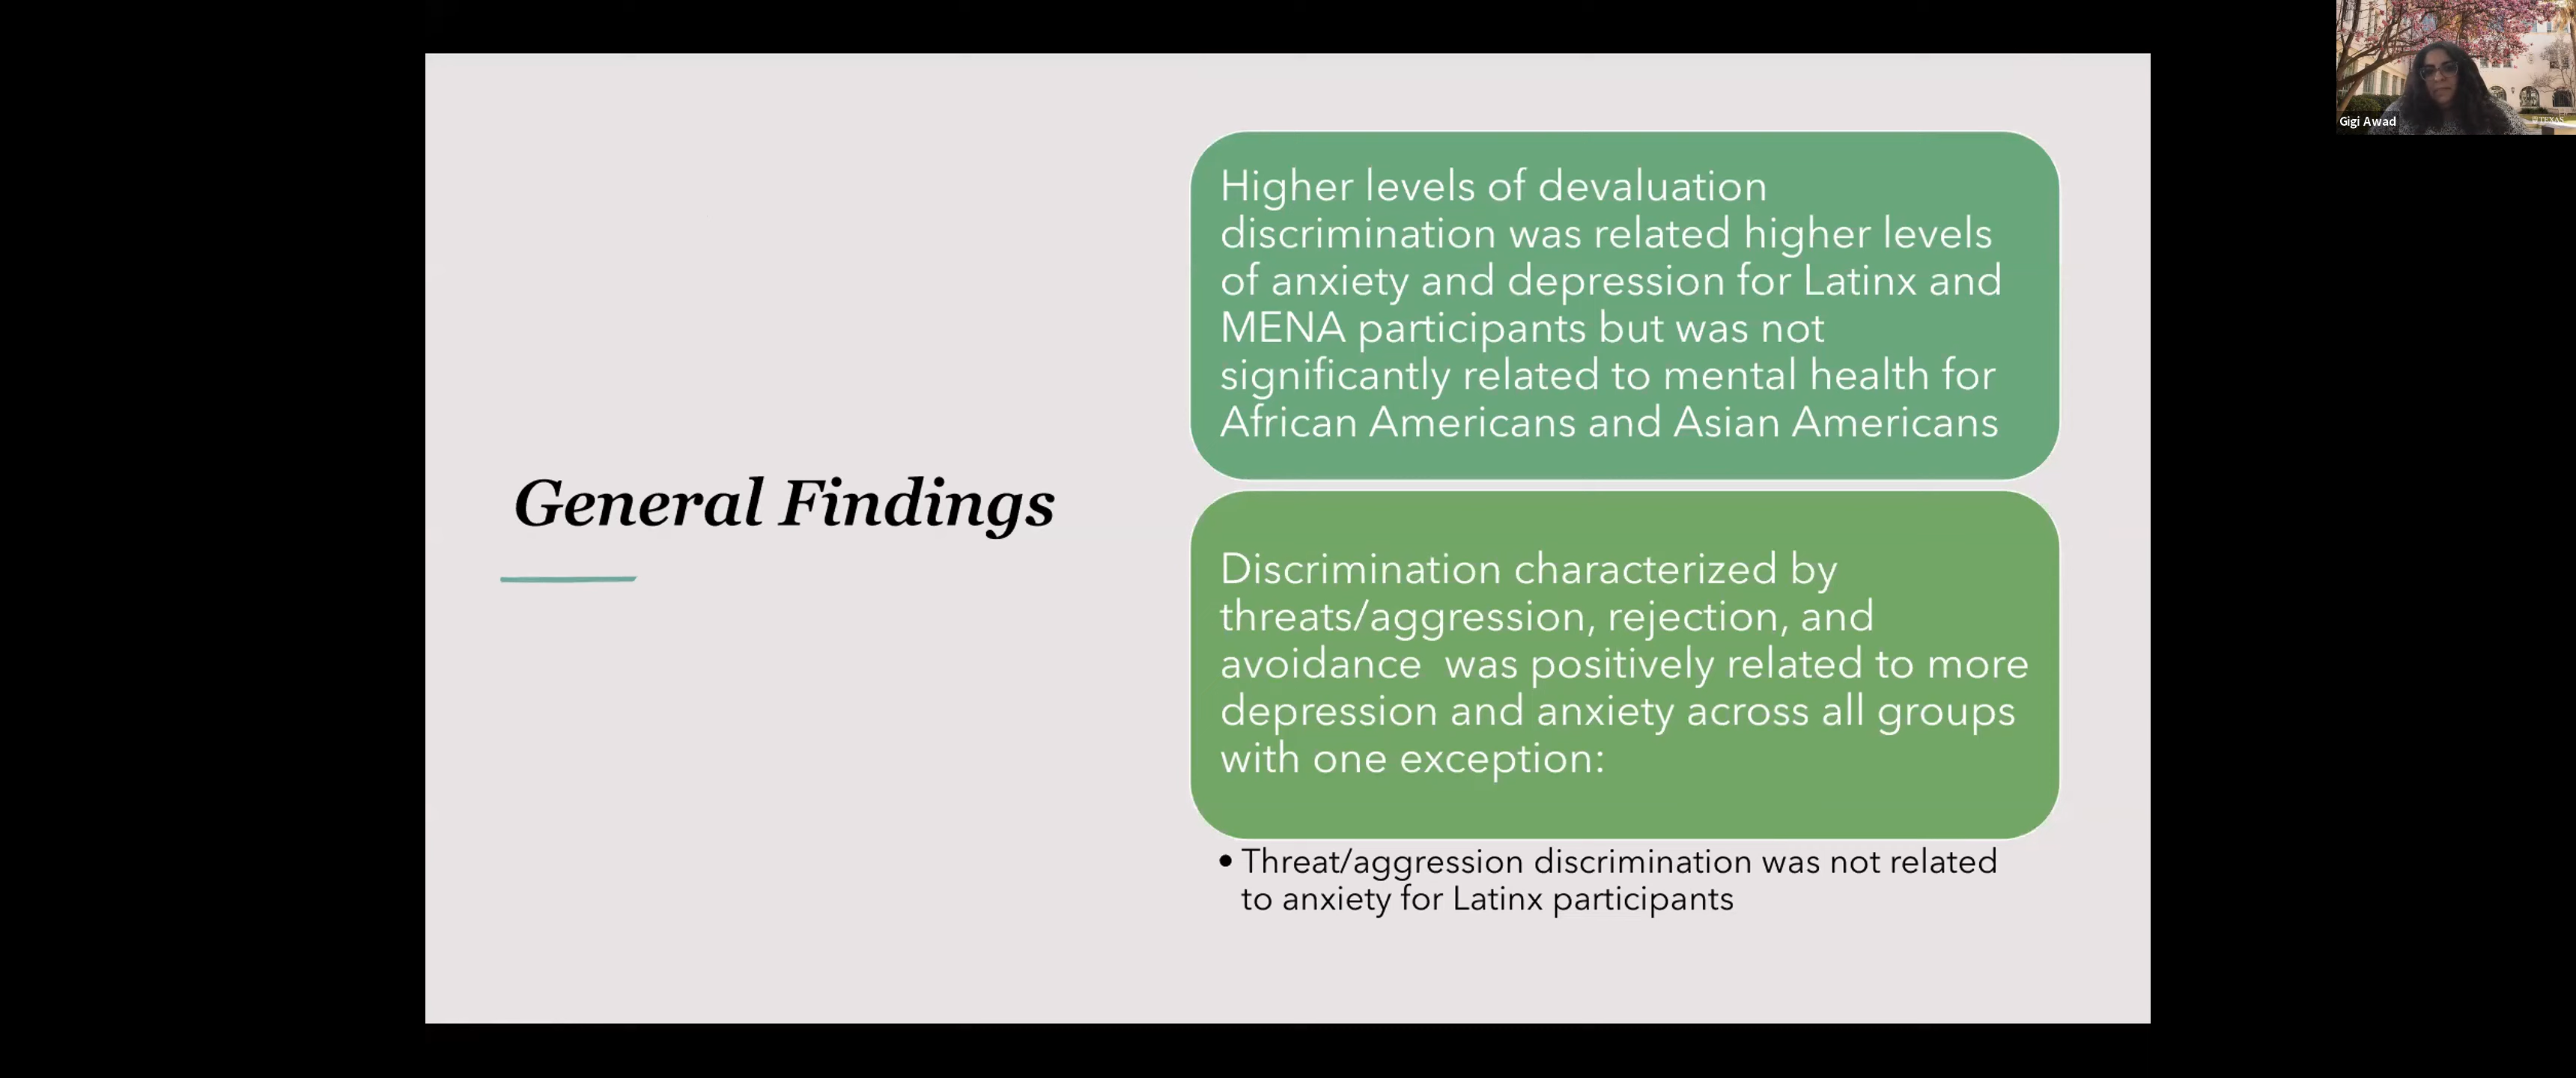 Gigi Awad
TEXAS
General Findings
Higher levels of devaluation
discrimination was related higher levels
of anxiety and depression for Latinx and
MENA participants but was not
significantly related to mental health for
African Americans and Asian Americans
Discrimination characterized by
threats/aggression, rejection, and
avoidance  was positively related to more
depression and anxiety across all groups
with one exception:
• Threat/aggression discrimination was not related
to anxiety for Latinx participants